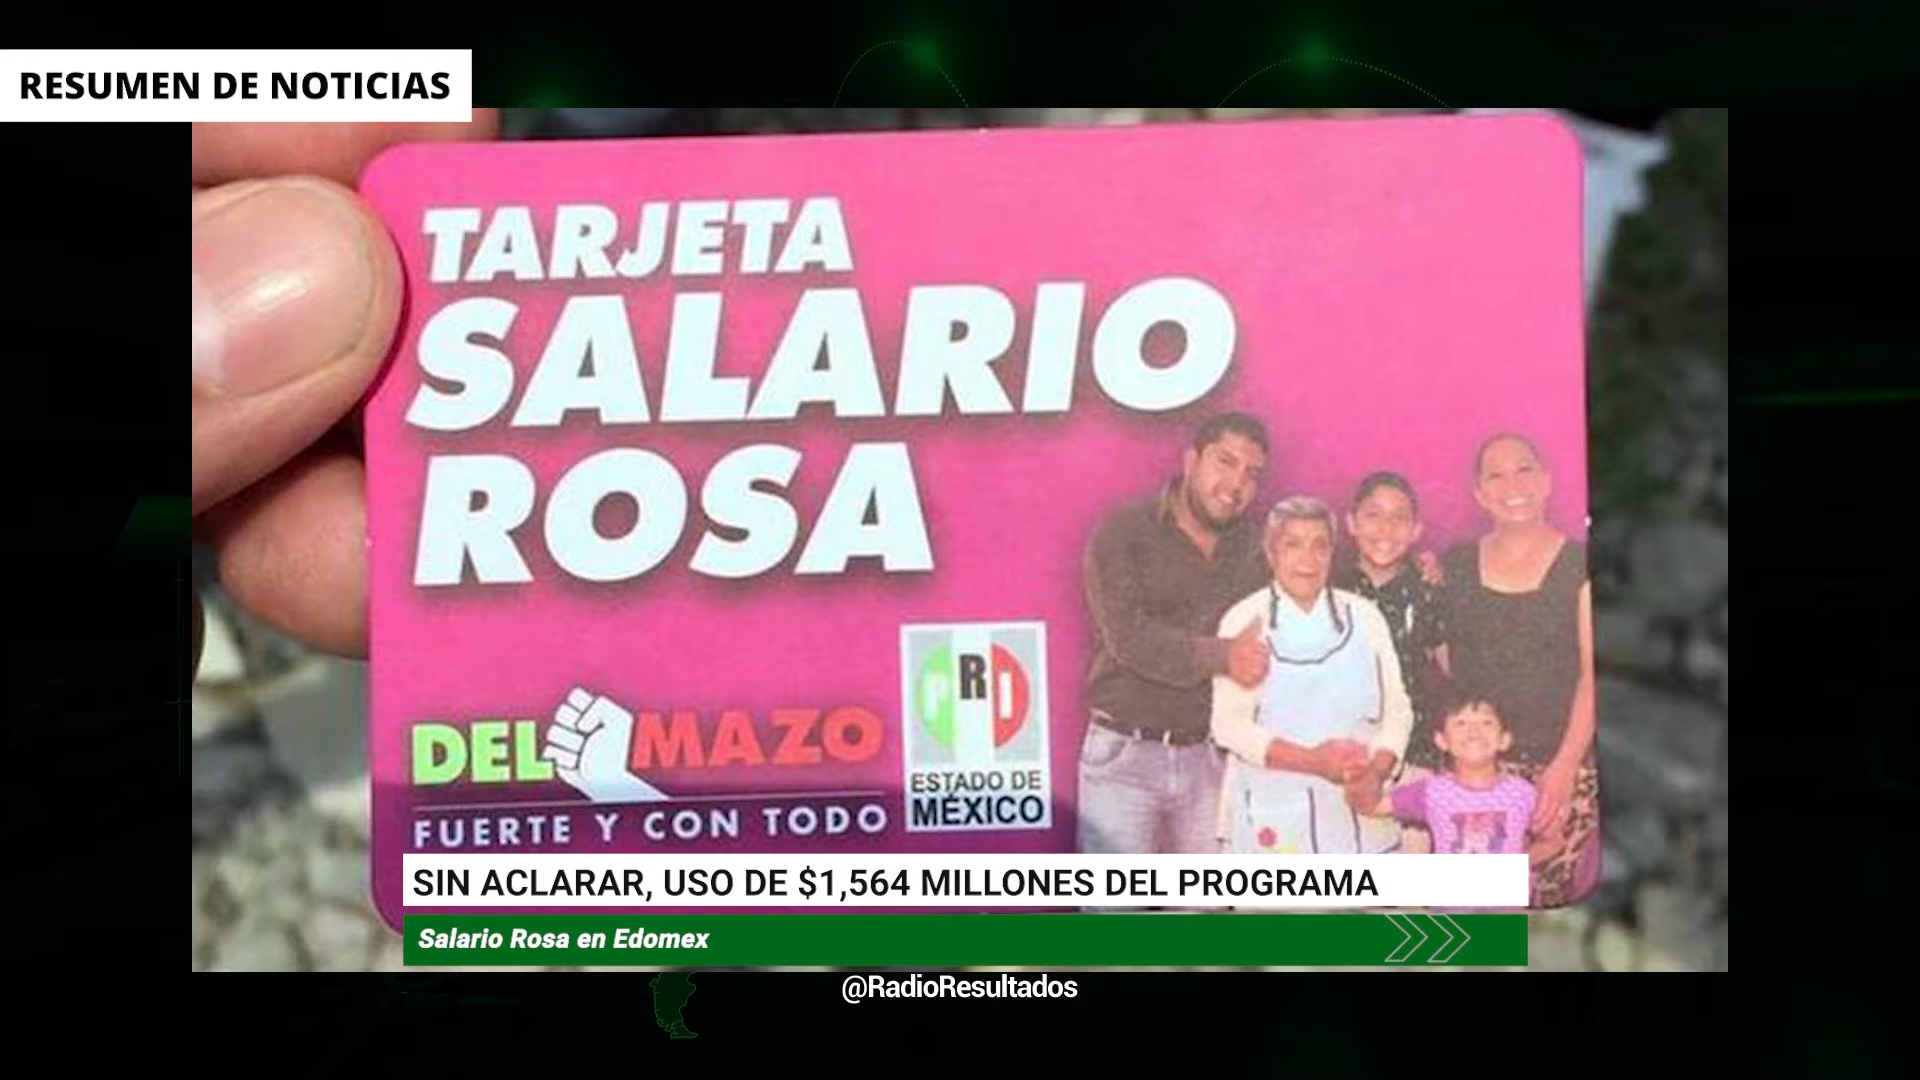 RESUMEN DE NOTICIAS
TARJETA
SALARIO
ROSA
DEL MAZO
FUERTE Y CON TODO
PRI
ESTADO DE
MÉXICO
SIN ACLARAR, USO DE $1,564 MILLONES DEL PROGRAMA
Salario Rosa en Edomex
@RadioResultados